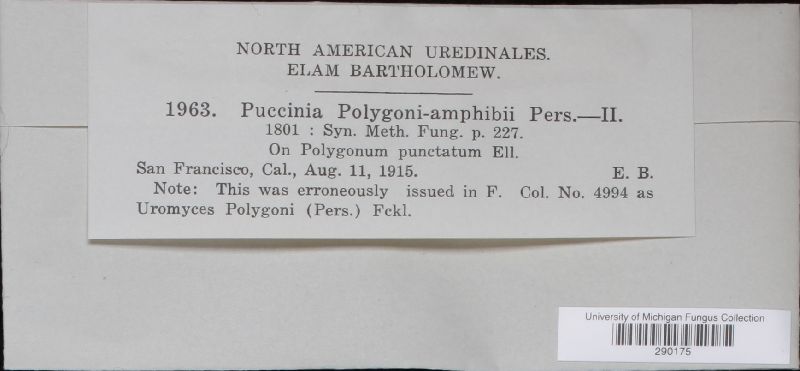 NORTH AMERICAN UREDINALES.
ELAM BARTHOLOMEW.
1963. Puccinia Polygoni-amphibii Pers.—II.
1801 : Syn. Meth. Fung. p. 227.
On Polygonum punctatum Ell.
San Francisco, Cal., Aug. 11, 1915. E. B.
Note: This was erroneously issued in F. Col. No. 4994 as
Uromyces Polygoni (Pers.) Fckl.
University of Michigan Fungus Collection
290175